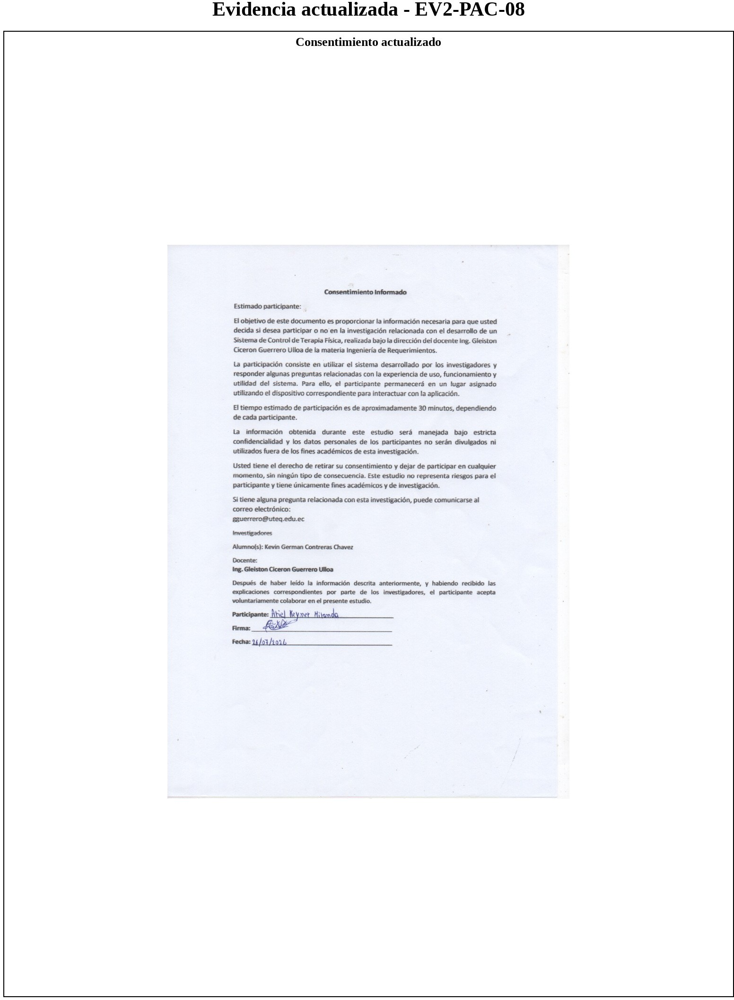 Evidencia actualizada - EV2-PAC-08
Consentimiento actualizado
Consentimiento Informado
Estimado participante:
El objetivo de este documento es proporcionar la información necesaria para que usted
decida si desea participar o no en la investigación relacionada con el desarrollo de un
Sistema de Control de Terapia Física, realizada bajo la dirección del docente Ing. Gleiston
Ciceron Guerrero Ulloa de la materia Ingeniería de Requerimientos.
La participación consiste en utilizar el sistema desarrollado por los investigadores y
responder algunas preguntas relacionadas con la experiencia de uso, funcionamiento y
utilidad del sistema. Para ello, el participante permanecerá en un lugar asignado
utilizando el dispositivo correspondiente para interactuar con la aplicación.
El tiempo estimado de participación es de aproximadamente 30 minutos, dependiendo
de cada participante.
La información obtenida durante este estudio será manejada bajo estricta
confidencialidad y los datos personales de los participantes no serán divulgados ni
utilizados fuera de los fines académicos de esta investigación.
Usted tiene el derecho de retirar su consentimiento y dejar de participar en cualquier
momento, sin ningún tipo de consecuencia. Este estudio no representa riesgos para el
participante y tiene únicamente fines académicos y de investigación.
Si tiene alguna pregunta relacionada con esta investigación, puede comunicarse al
correo electrónico:
gguerrero@uteq.edu.ec
Investigadores
Alumno(s): Kevin German Contreras Chavez
Docente:
Ing. Gleiston Ciceron Guerrero Ulloa
Después de haber leído la información descrita anteriormente, y habiendo recibido las
explicaciones correspondientes por parte de los investigadores, el participante acepta
voluntariamente colaborar en el presente estudio.
Participante: Ariel Keyner Miranda
Firma:
Fecha: 26/07/2026